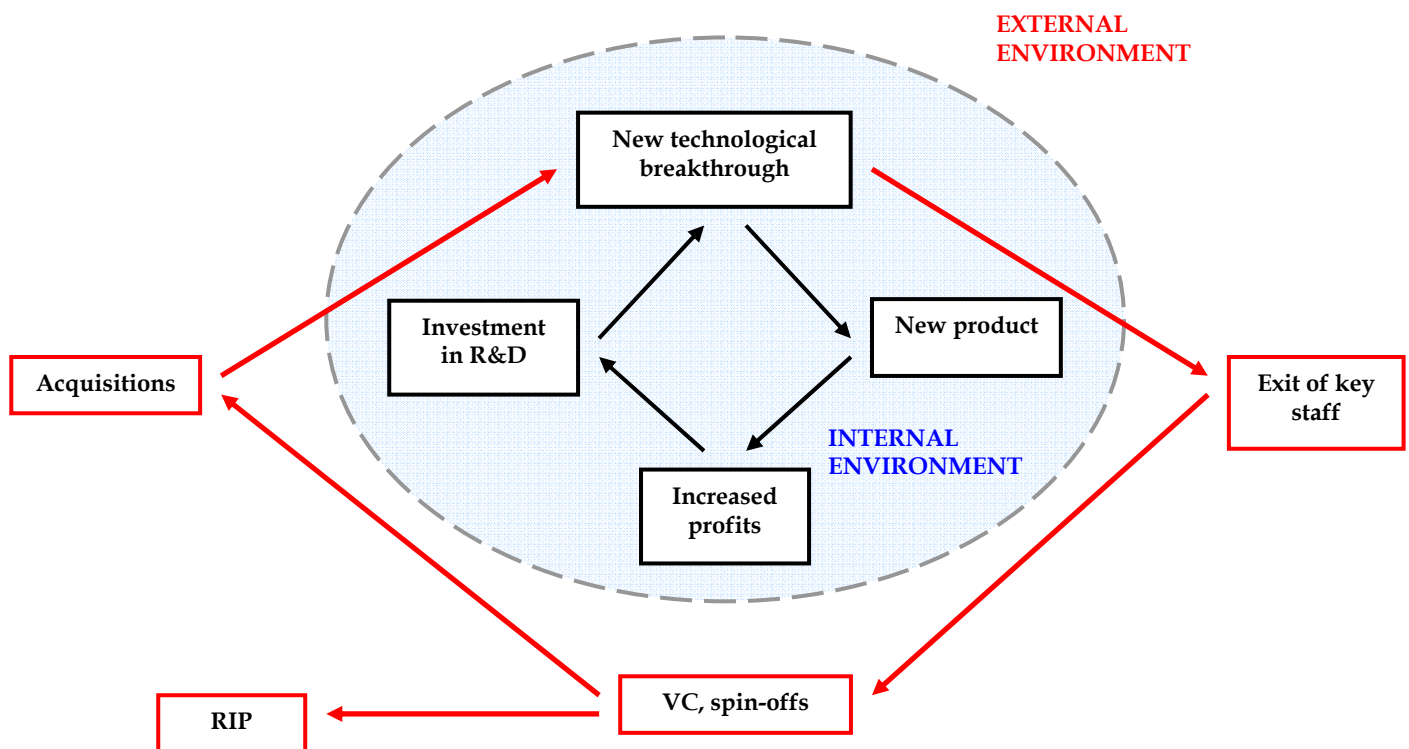 EXTERNAL
ENVIRONMENT
New technological
breakthrough
Investment
in R&D
New product
Acquisitions
Exit of key
staff
INTERNAL
ENVIRONMENT
Increased
profits
VC, spin-offs
RIP